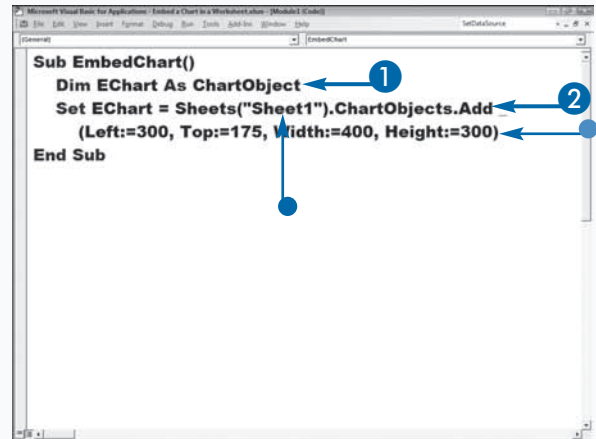 Microsoft Visual Basic for Applications - Embed a Chart in a Worksheet.xlsm - [Module1 (Code)]
File Edit View Insert Format Debug Run Tools Add-Ins Window Help SetDataSource
(General) EmbedChart
Sub EmbedChart()
Dim EChart As ChartObject 1
Set EChart = Sheets("Sheet1").ChartObjects.Add _ 2
(Left:=300, Top:=175, Width:=400, Height:=300)
End Sub